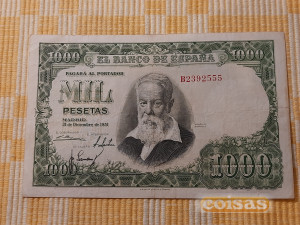 1000 1000
EL BANCO DE ESPAÑA
PAGARÁ AL PORTADOR
B2392555
MIL
PESETAS
MADRID
1000 1000
coisas